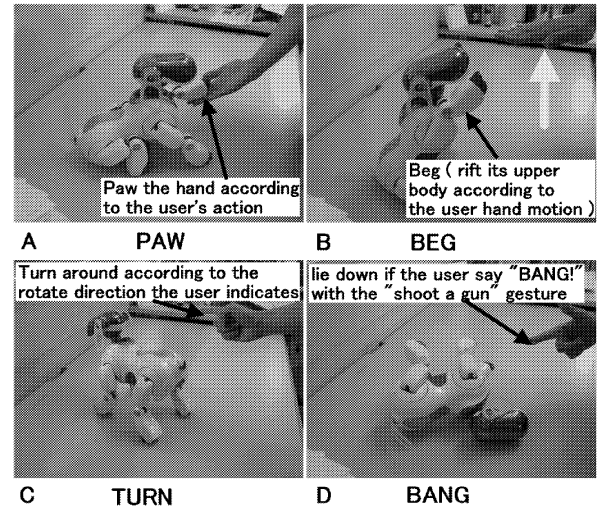 Paw the hand according
to the user's action
A PAW
Beg ( rift its upper
body according to
the user hand motion )
B BEG
Turn around according to the
rotate direction the user indicates
C TURN
lie down if the user say "BANG!"
with the "shoot a gun" gesture
D BANG